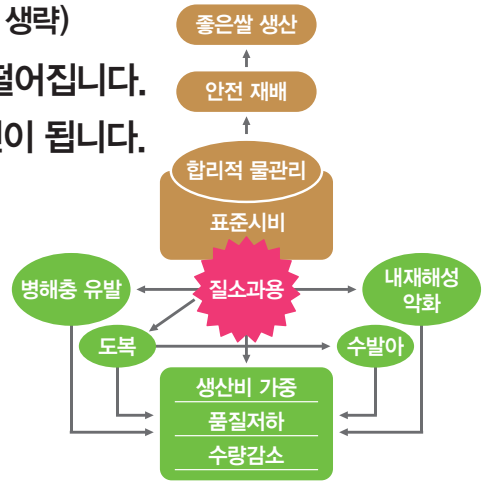 생략)
떨어집니다.
이 됩니다.
좋은쌀 생산
안전 재배
합리적 물관리
표준시비
병해충 유발
질소과용
내재해성
악화
도복
수발아
생산비 가중
품질저하
수량감소